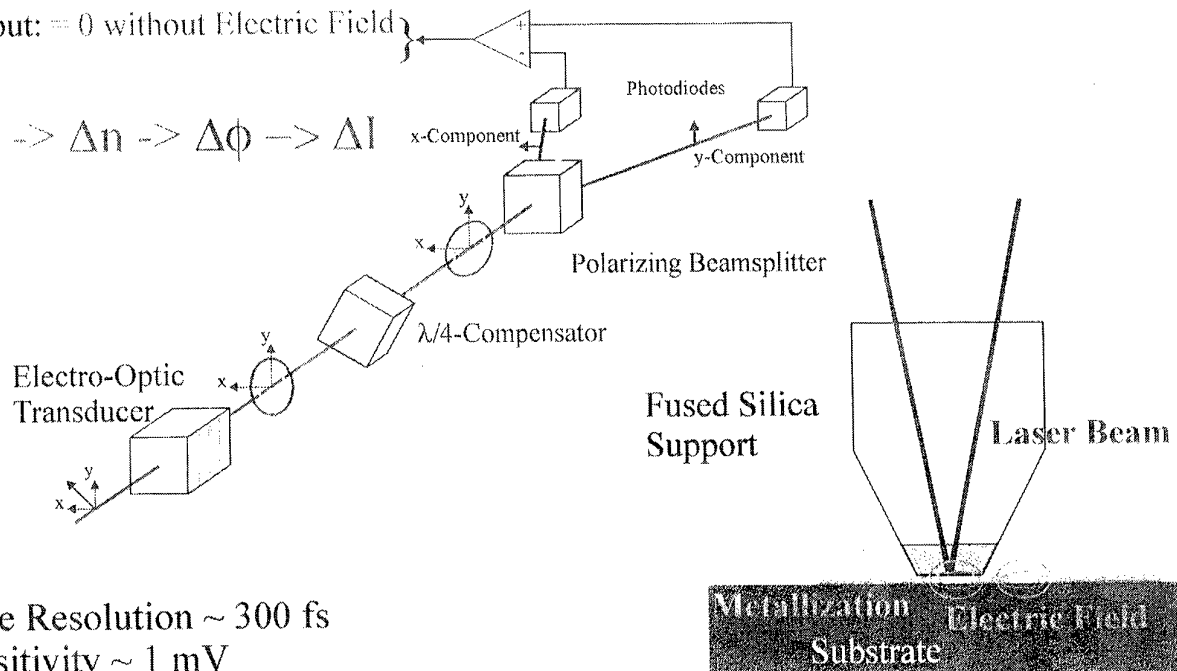 put: = 0 without Electric Field
-> Δn -> Δϕ -> ΔI
+
-
Photodiodes
x-Component
y-Component
y
x
Polarizing Beamsplitter
λ/4-Compensator
y
x
Electro-Optic
Transducer
y
x
Fused Silica
Support
Laser Beam
Metallization
Electric Field
Substrate
e Resolution ~ 300 fs
sitivity ~ 1 mV